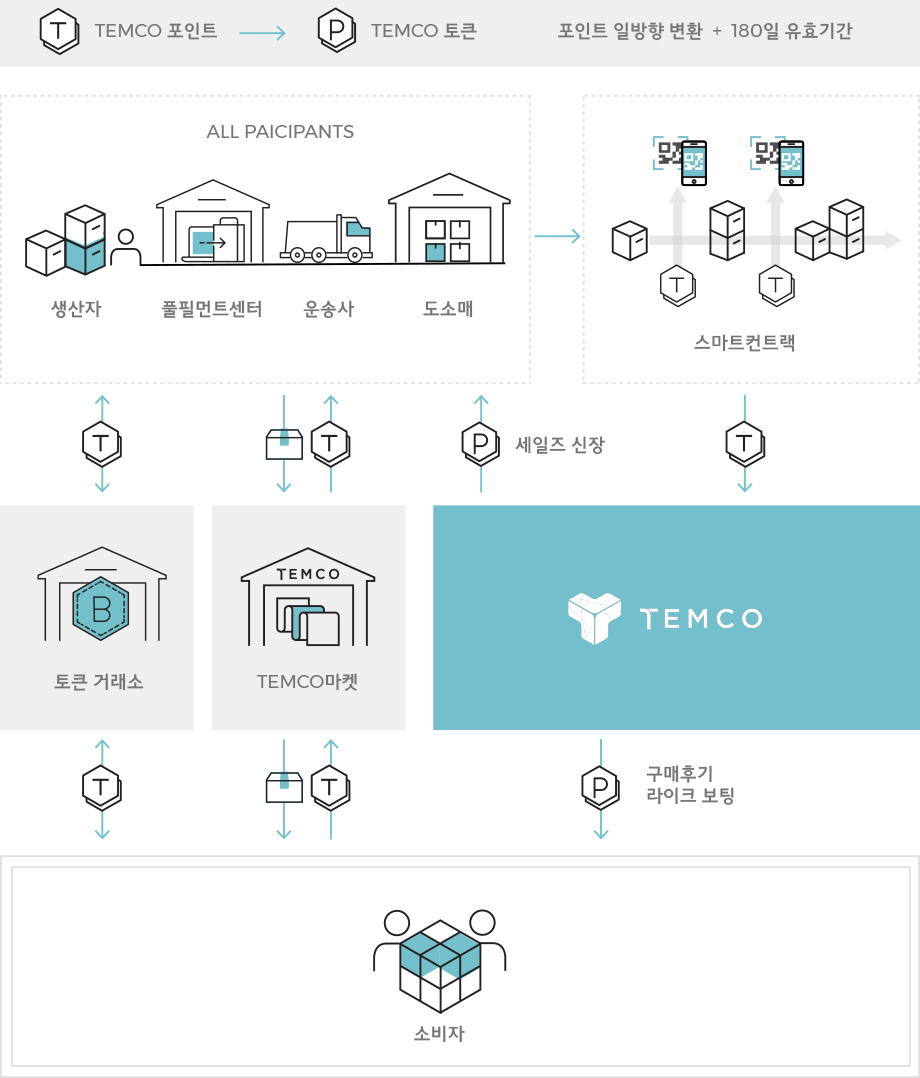 T TEMCO 포인트 P TEMCO 토큰 포인트 일방향 변환 + 180일 유효기간
ALL PAICIPANTS
생산자 풀필먼트센터 운송사 도소매
T T
스마트컨트랙
T T P 세일즈 신장 T
TEMCO
B
TEMCO
토큰 거래소 TEMCO마켓
T T P 구매후기
라이크 보팅
소비자